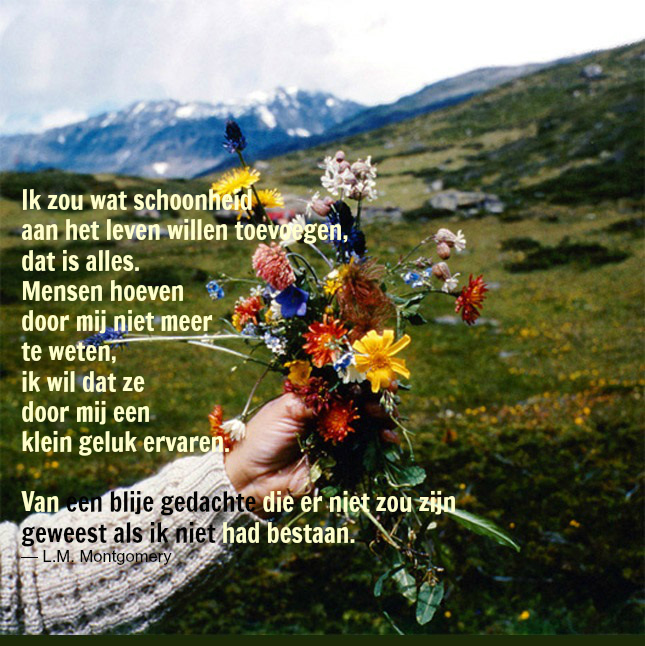 Ik zou wat schoonheid
aan het leven willen toevoegen,
dat is alles.
Mensen hoeven
door mij niet meer
te weten,
ik wil dat ze
door mij een
klein geluk ervaren.
Van een blije gedachte die er niet zou zijn
geweest als ik niet had bestaan.
— L.M. Montgomery